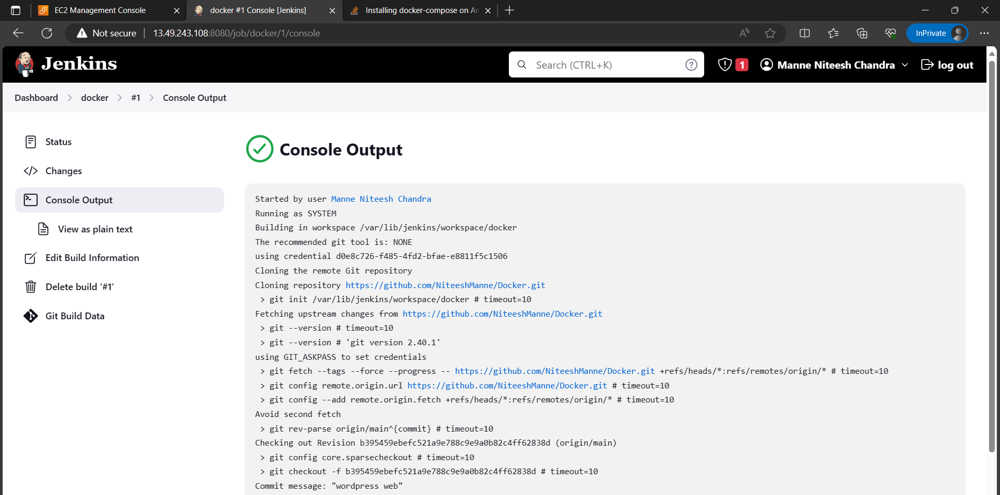 EC2 Management Console
docker #1 Console [Jenkins]
Installing docker-compose on
Not secure
13.49.243.108:8080/job/docker/1/console
InPrivate
Jenkins
Search (CTRL+K)
1
Manne Niteesh Chandra
log out
Dashboard
docker
#1
Console Output
Status
Changes
Console Output
View as plain text
Edit Build Information
Delete build ‘#1’
Git Build Data
Console Output
Started by user Manne Niteesh Chandra
Running as SYSTEM
Building in workspace /var/lib/jenkins/workspace/docker
The recommended git tool is: NONE
using credential d0e8c726-f485-4fd2-bfae-e8811f5c1506
Cloning the remote Git repository
Cloning repository https://github.com/NiteeshManne/Docker.git
> git init /var/lib/jenkins/workspace/docker # timeout=10
Fetching upstream changes from https://github.com/NiteeshManne/Docker.git
> git --version # timeout=10
> git --version # 'git version 2.40.1'
using GIT_ASKPASS to set credentials
> git fetch --tags --force --progress -- https://github.com/NiteeshManne/Docker.git +refs/heads/*:refs/remotes/origin/* # timeout=10
> git config remote.origin.url https://github.com/NiteeshManne/Docker.git # timeout=10
> git config --add remote.origin.fetch +refs/heads/*:refs/remotes/origin/* # timeout=10
Avoid second fetch
> git rev-parse origin/main^{commit} # timeout=10
Checking out Revision b395459ebefc521a9e788c9e9a0b82c4ff62838d (origin/main)
> git config core.sparsecheckout # timeout=10
> git checkout -f b395459ebefc521a9e788c9e9a0b82c4ff62838d # timeout=10
Commit message: "wordpress web"